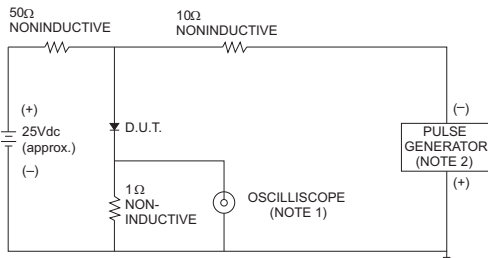 50Ω
NONINDUCTIVE
10Ω
NONINDUCTIVE
(+)
25Vdc
(approx.)
(–)
D.U.T.
1Ω
NON-
INDUCTIVE
OSCILLISCOPE
(NOTE 1)
(–)
PULSE
GENERATOR
(NOTE 2)
(+)